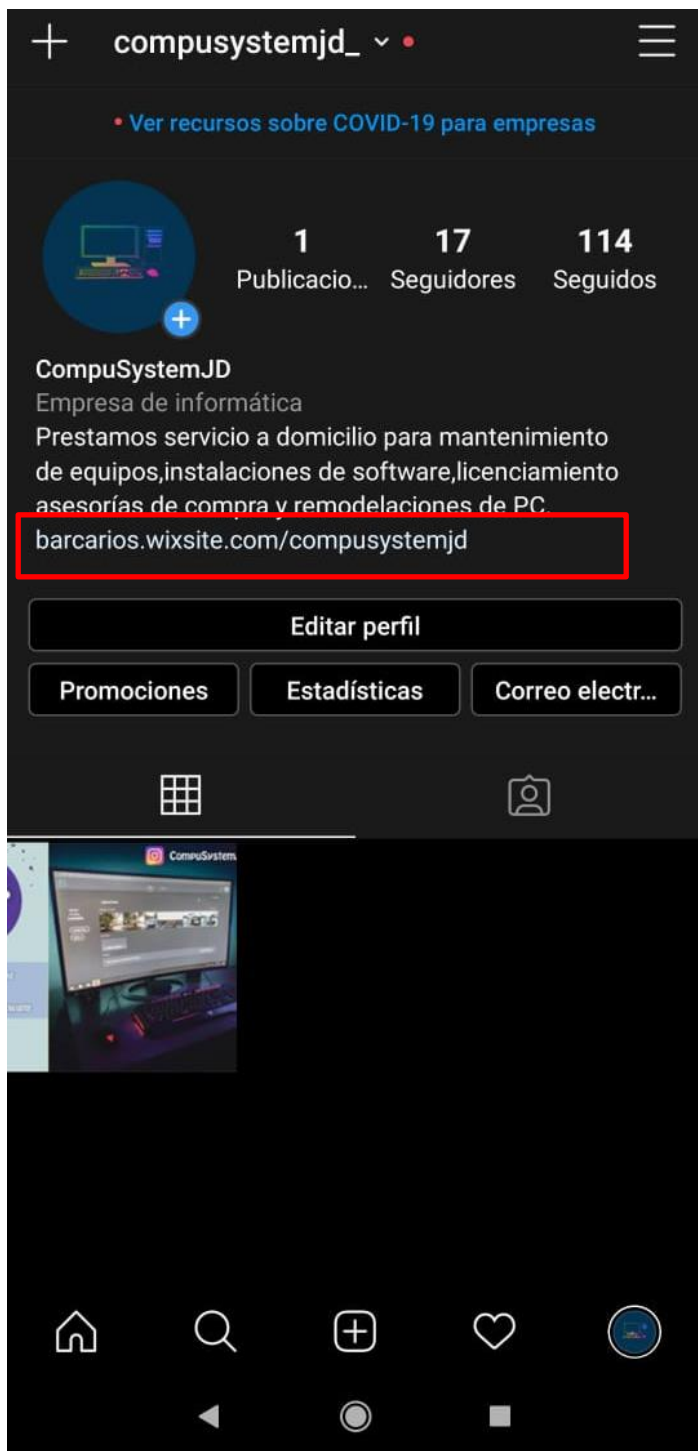 compusystemjd_
Ver recursos sobre COVID-19 para empresas
1 17 114
Publicacio... Seguidores Seguidos
CompuSystemJD
Empresa de informática
Prestamos servicio a domicilio para mantenimiento
de equipos,instalaciones de software,licenciamiento
asesorías de compra y remodelaciones de PC.
barcarios.wixsite.com/compusystemjd
Editar perfil
Promociones Estadísticas Correo electr...
CompuSystem